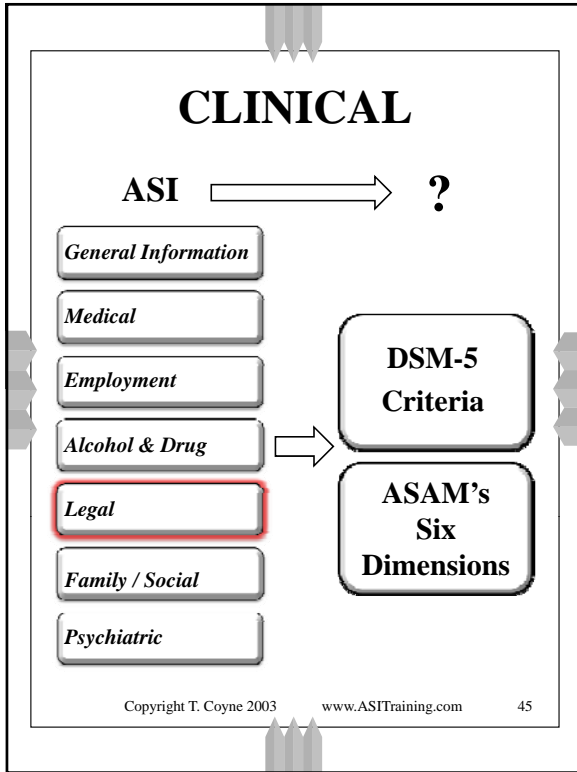 CLINICAL
ASI ?
General Information
Medical
Employment
Alcohol & Drug
Legal
Family / Social
Psychiatric
DSM-5
Criteria
ASAM's
Six
Dimensions
Copyright T. Coyne 2003 www.ASITraining.com 45